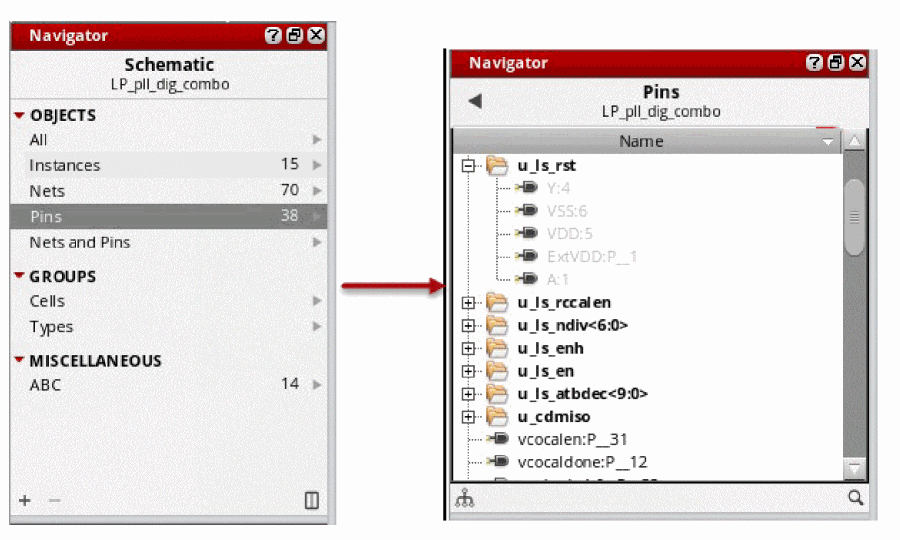 Navigator
Schematic
LP_pll_dig_combo
OBJECTS
All
Instances 15
Nets 70
Pins 38
Nets and Pins
GROUPS
Cells
Types
MISCELLANEOUS
ABC 14
Navigator
Pins
LP_pll_dig_combo
Name
u_ls_rst
Y:4
VSS:6
VDD:5
ExtVDD:P__1
A:1
u_ls_rccalen
u_ls_ndiv<6:0>
u_ls_enh
u_ls_en
u_ls_atbdec<9:0>
u_cdmiso
vcocalen:P__31
vcocaldone:P__12